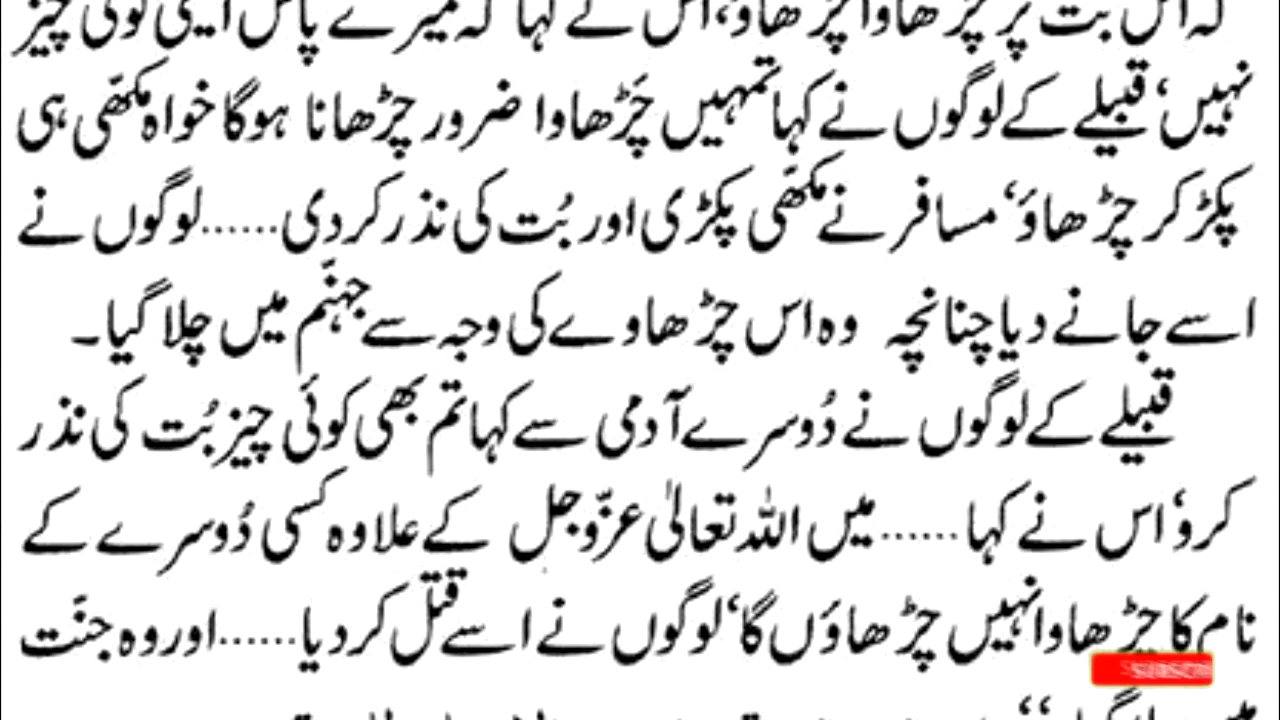 کہ اس بت پر چڑھاوا چڑھاؤ، اس نے کہا کہ میرے پاس ایسی کوئی چیز
نہیں، قبیلے کے لوگوں نے کہا تمہیں چڑھاوا ضرور چڑھانا ہوگا خواہ مکھّی ہی
پکڑ کر چڑھاؤ، مسافر نے مکھّی پکڑی اور بُت کی نذر کر دی……لوگوں نے
اسے جانے دیا چنانچہ وہ اس چڑھاوے کی وجہ سے جہنّم میں چلا گیا۔
قبیلے کے لوگوں نے دُوسرے آدمی سے کہا تم بھی کوئی چیز بُت کی نذر
کرو، اس نے کہا……میں اللہ تعالیٰ عزّوجل کے علاوہ کسی دُوسرے کے
نام کا چڑھاوا نہیں چڑھاؤں گا، لوگوں نے اسے قتل کر دیا……اور وہ جنّت